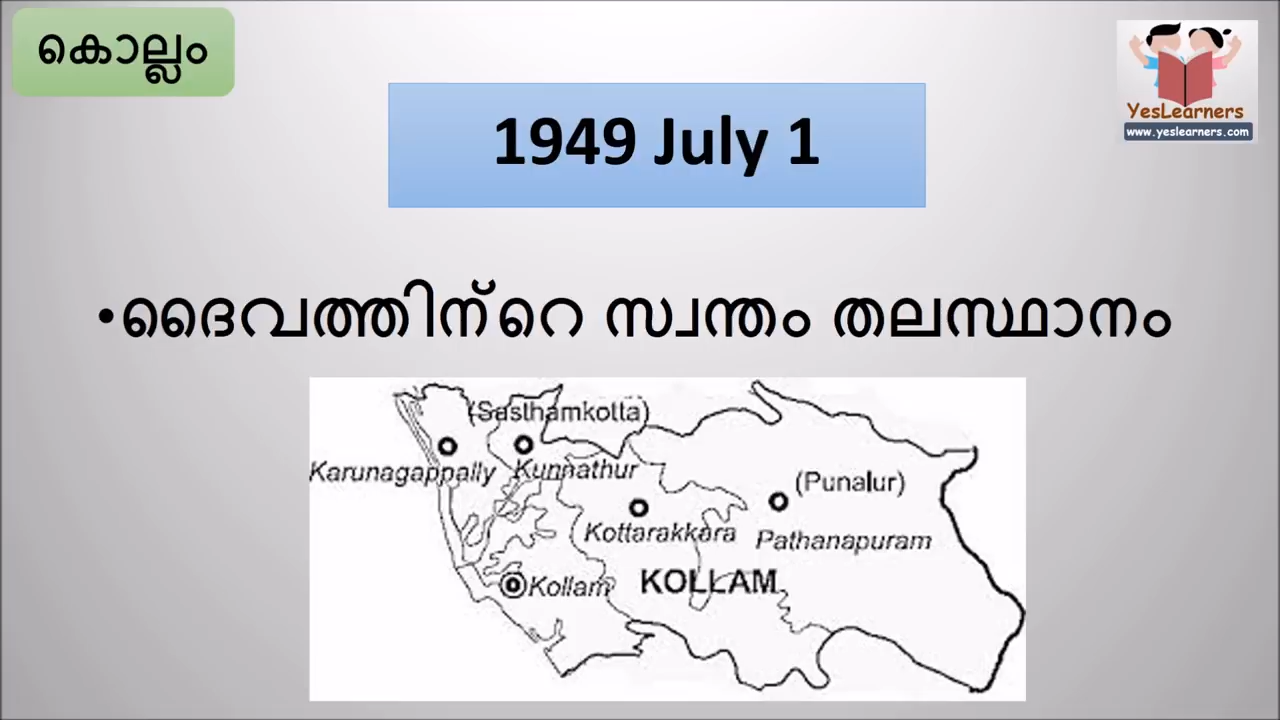 കൊല്ലം
YesLearners
www.yeslearners.com
1949 July 1
•ദൈവത്തിന്‍റെ സ്വന്തം തലസ്ഥാനം
(Sasthamkotta)
Karunagappally Kunnathur
(Punalur)
Kottarakkara Pathanapuram
Kollam KOLLAM